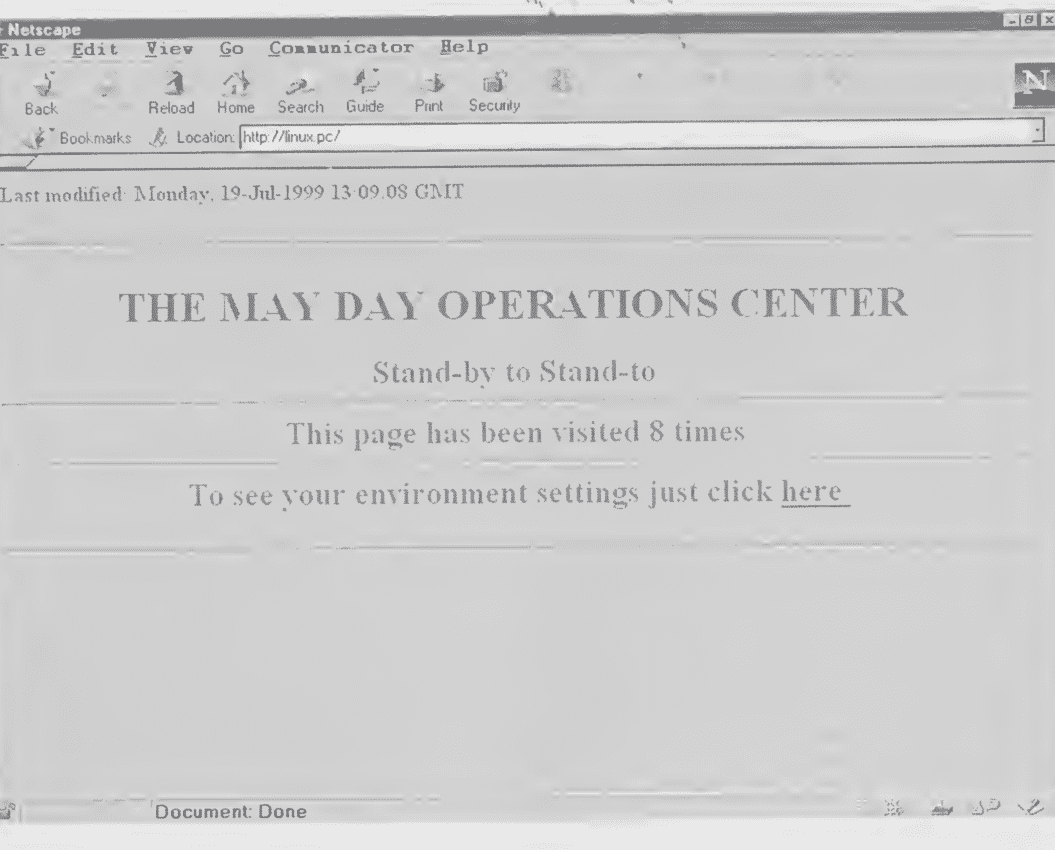 Netscape
File Edit View Go Communicator Help
Back Reload Home Search Guide Print Security
N
Bookmarks Location: http://linux.pc/
Last modified: Monday, 19-Jul-1999 13:09:08 GMT
THE MAY DAY OPERATIONS CENTER
Stand-by to Stand-to
This page has been visited 8 times
To see your environment settings just click here
Document: Done